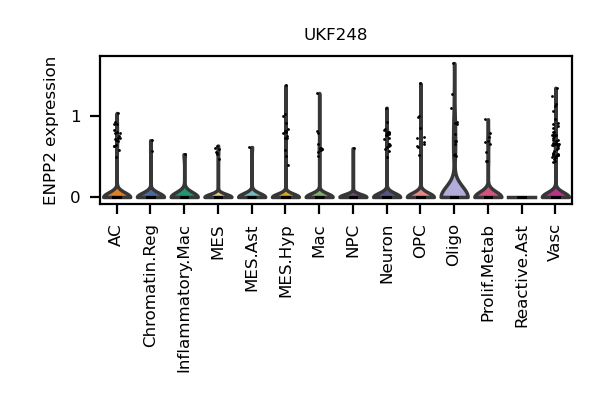 UKF248
ENPP2 expression
1
0
AC
Chromatin.Reg
Inflammatory.Mac
MES
MES.Ast
MES.Hyp
Mac
NPC
Neuron
OPC
Oligo
Prolif.Metab
Reactive.Ast
Vasc